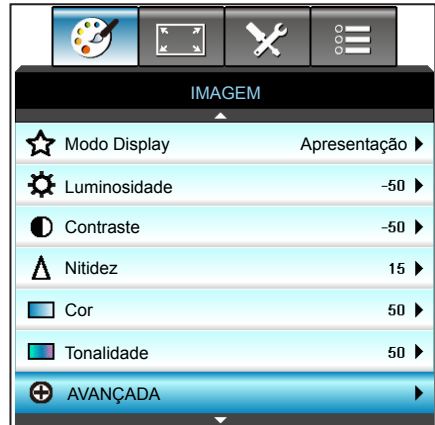 IMAGEM
Modo Display Apresentação
Luminosidade -50
Contraste -50
Nitidez 15
Cor 50
Tonalidade 50
AVANÇADA